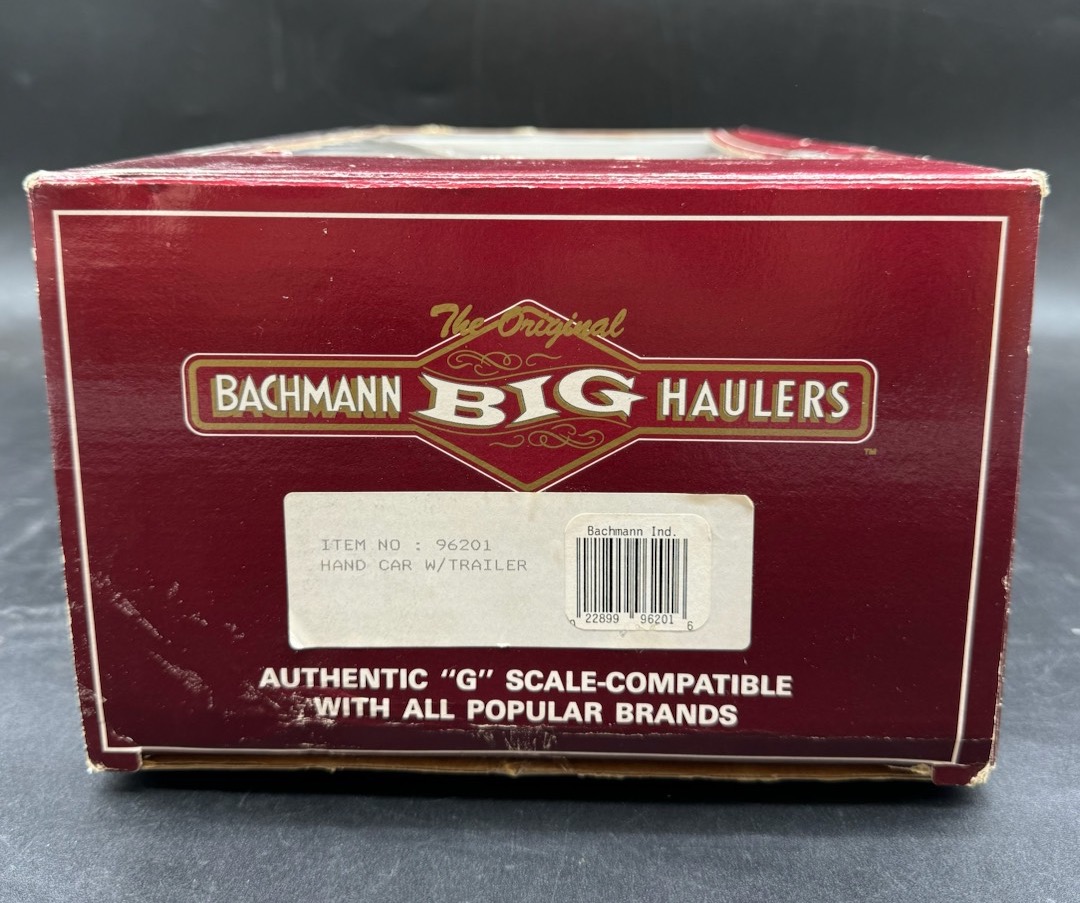 The Original
BACHMANN BIG HAULERS
™
ITEM NO : 96201
HAND CAR W/TRAILER
Bachmann Ind.
0 22899 96201 6
AUTHENTIC "G" SCALE-COMPATIBLE
WITH ALL POPULAR BRANDS